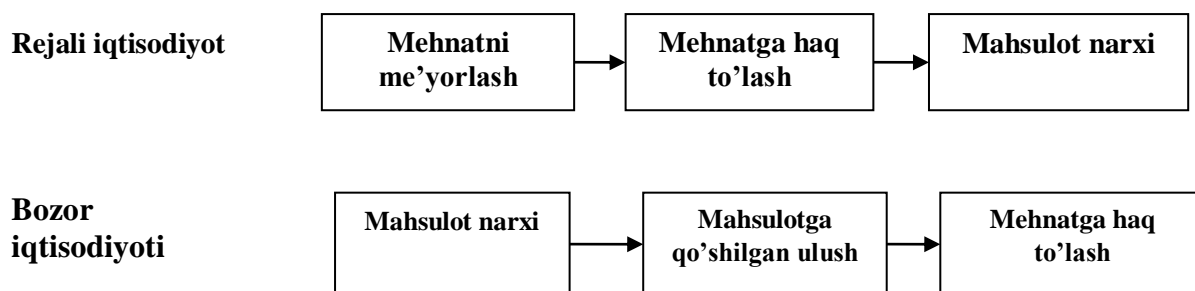 Rejali iqtisodiyot
Mehnatni
me’yorlash
Mehnatga haq
to’lash
Mahsulot narxi
Bozor
iqtisodiyoti
Mahsulot narxi
Mahsulotga
qo’shilgan ulush
Mehnatga haq
to’lash